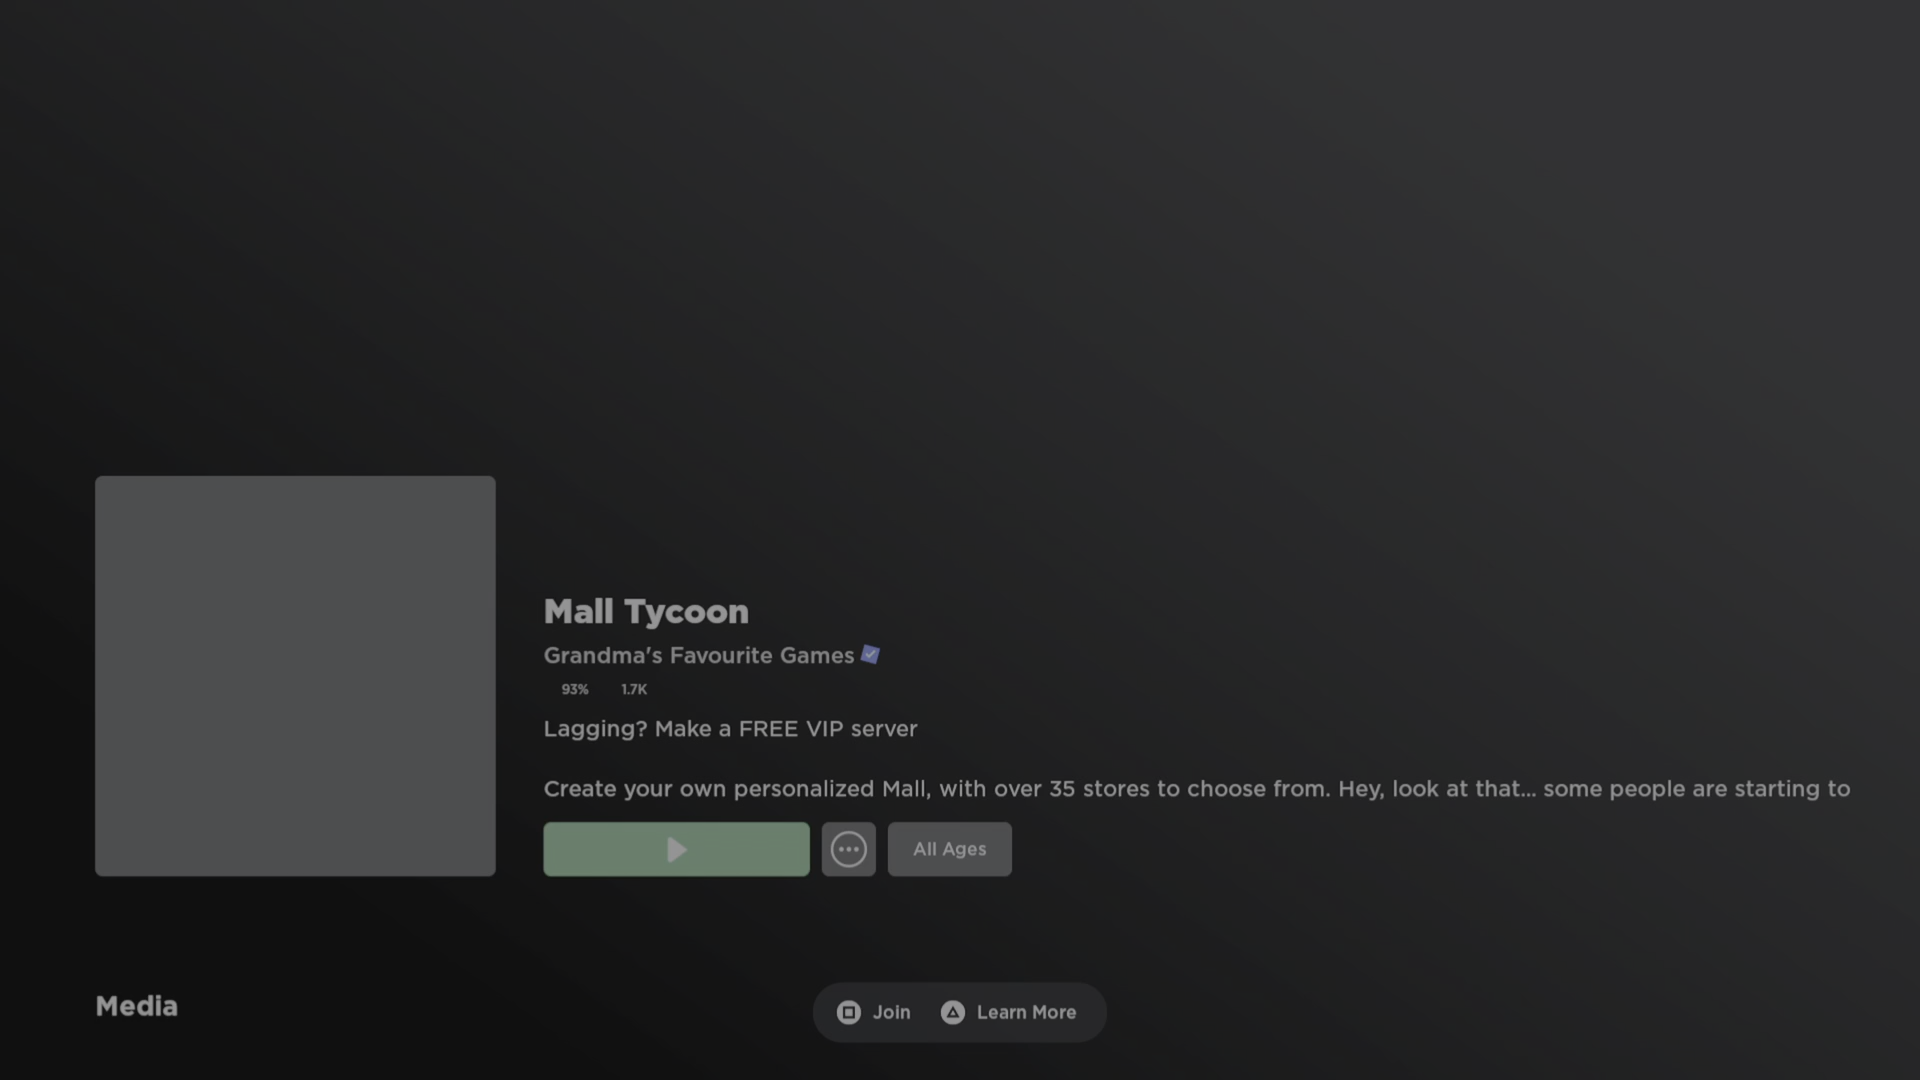 Mall Tycoon
Grandma's Favourite Games
93% 1.7K
Lagging? Make a FREE VIP server
Create your own personalized Mall, with over 35 stores to choose from. Hey, look at that... some people are starting to
All Ages
Media
Join Learn More